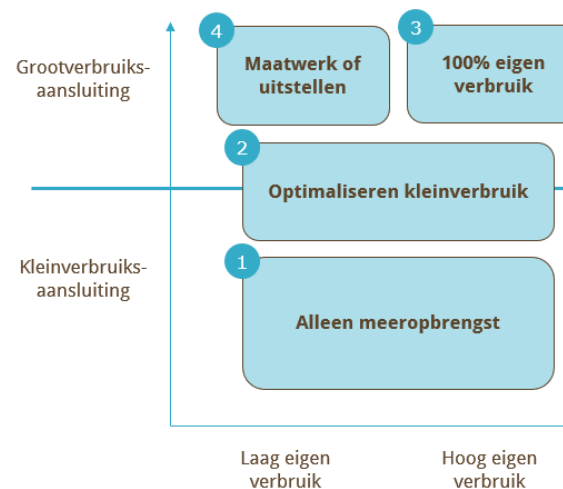 4
3
Grootverbruiks-
aansluiting
Maatwerk of
uitstellen
100% eigen
verbruik
2
Optimaliseren kleinverbruik
Kleinverbruiks-
aansluiting
1
Alleen meeropbrengst
Laag eigen
verbruik
Hoog eigen
verbruik